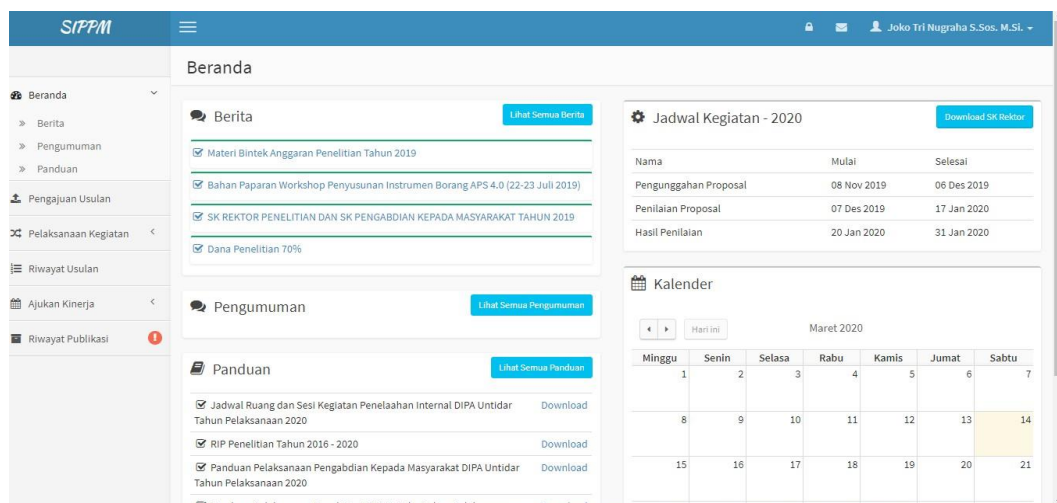 SIPPM
Joko Tri Nugraha S.Sos. M.Si.
Beranda
Beranda
Berita
Pengumuman
Panduan
Pengajuan Usulan
Pelaksanaan Kegiatan
Riwayat Usulan
Ajukan Kinerja
Riwayat Publikasi
Berita
Lihat Semua Berita
Materi Bintek Anggaran Penelitian Tahun 2019
Bahan Paparan Workshop Penyusunan Instrumen Borang APS 4.0 (22-23 Juli 2019)
SK REKTOR PENELITIAN DAN SK PENGABDIAN KEPADA MASYARAKAT TAHUN 2019
Dana Penelitian 70%
Pengumuman
Lihat Semua Pengumuman
Panduan
Lihat Semua Panduan
Jadwal Ruang dan Sesi Kegiatan Penelaahan Internal DIPA Untidar Download
Tahun Pelaksanaan 2020
RIP Penelitian Tahun 2016 - 2020 Download
Panduan Pelaksanaan Pengabdian Kepada Masyarakat DIPA Untidar Download
Tahun Pelaksanaan 2020
Jadwal Kegiatan - 2020
Download SK Rektor
Nama Mulai Selesai
Pengunggahan Proposal 08 Nov 2019 06 Des 2019
Penilaian Proposal 07 Des 2019 17 Jan 2020
Hasil Penilaian 20 Jan 2020 31 Jan 2020
Kalender
Hari ini Maret 2020
Minggu Senin Selasa Rabu Kamis Jumat Sabtu
1 2 3 4 5 6 7
8 9 10 11 12 13 14
15 16 17 18 19 20 21